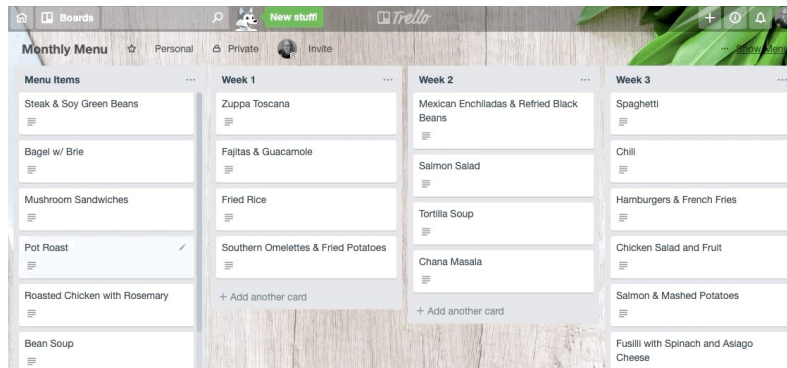 Boards
New stuff!
Trello
Monthly Menu
Personal
Private
Invite
... Show Menu
Menu Items
...
Steak & Soy Green Beans
Bagel w/ Brie
Mushroom Sandwiches
Pot Roast
Roasted Chicken with Rosemary
Bean Soup
Week 1
...
Zuppa Toscana
Fajitas & Guacamole
Fried Rice
Southern Omelettes & Fried Potatoes
+ Add another card
Week 2
...
Mexican Enchiladas & Refried Black
Beans
Salmon Salad
Tortilla Soup
Chana Masala
+ Add another card
Week 3
...
Spaghetti
Chili
Hamburgers & French Fries
Chicken Salad and Fruit
Salmon & Mashed Potatoes
Fusilli with Spinach and Asiago
Cheese